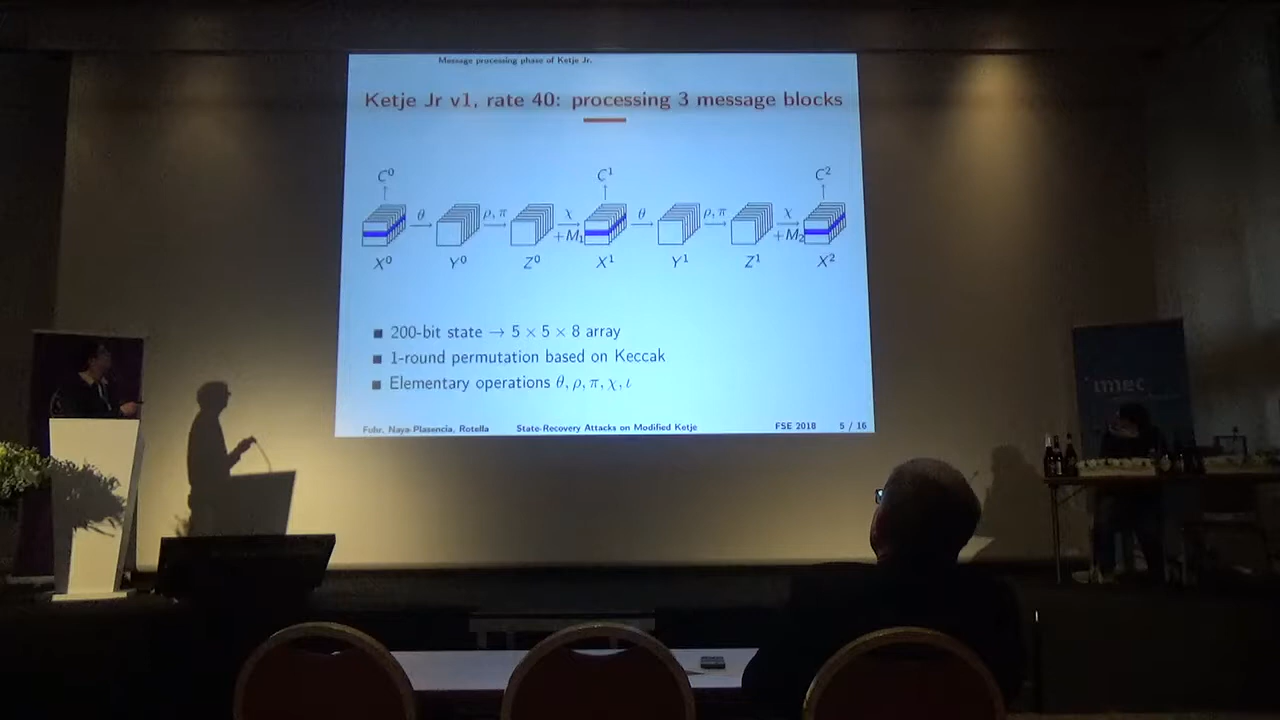 Message processing phase of Ketje Jr.
Ketje Jr v1, rate 40: processing 3 message blocks
C⁰ C¹ C²
θ ρ, π χ θ ρ, π χ
+M₁ +M₂
X⁰ Y⁰ Z⁰ X¹ Y¹ Z¹ X²
■ 200-bit state → 5 × 5 × 8 array
■ 1-round permutation based on Keccak
■ Elementary operations θ, ρ, π, χ, ι
Fuhr, Naya-Plasencia, Rotella State-Recovery Attacks on Modified Ketje FSE 2018 5 / 16
imec